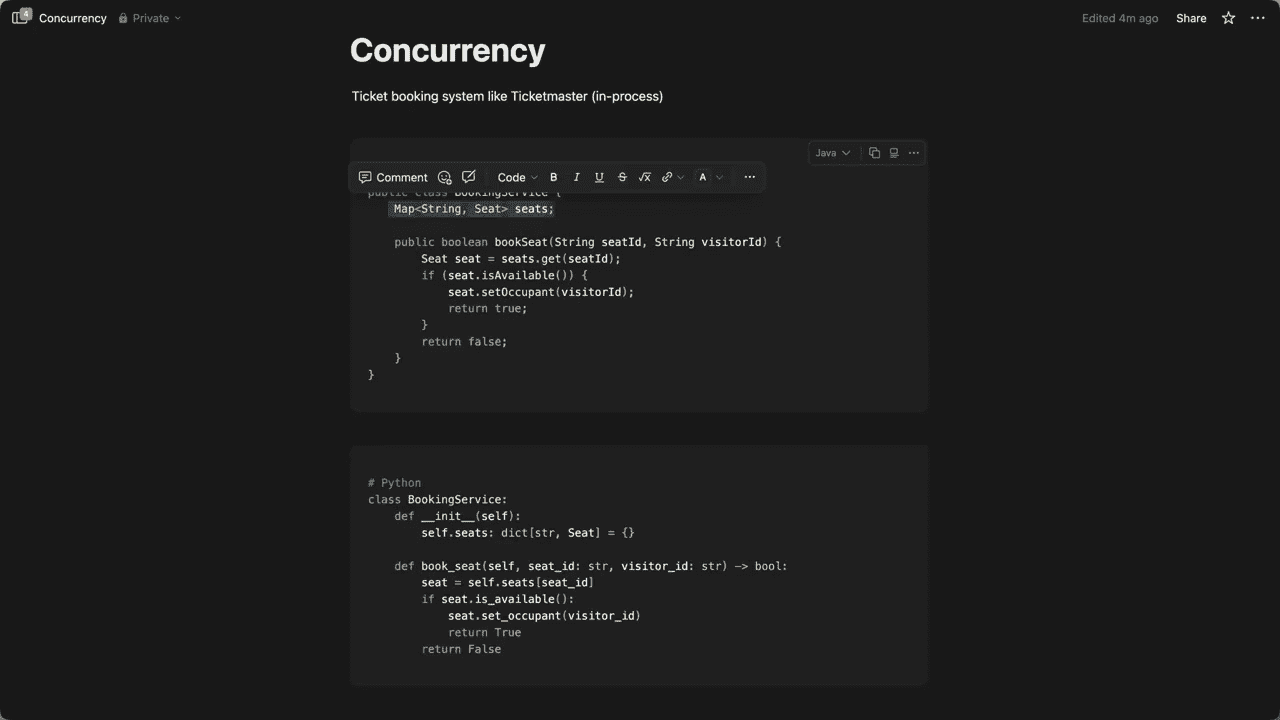 4
Concurrency
Private
Edited 4m ago
Share
Concurrency
Ticket booking system like Ticketmaster (in-process)
Java
Comment
Code
B
I
U
S
√x
A
public class BookingService {
    Map<String, Seat> seats;
    public boolean bookSeat(String seatId, String visitorId) {
        Seat seat = seats.get(seatId);
        if (seat.isAvailable()) {
            seat.setOccupant(visitorId);
            return true;
        }
        return false;
    }
}
# Python
class BookingService:
    def __init__(self):
        self.seats: dict[str, Seat] = {}
    def book_seat(self, seat_id: str, visitor_id: str) —> bool:
        seat = self.seats[seat_id]
        if seat.is_available():
            seat.set_occupant(visitor_id)
            return True
        return False